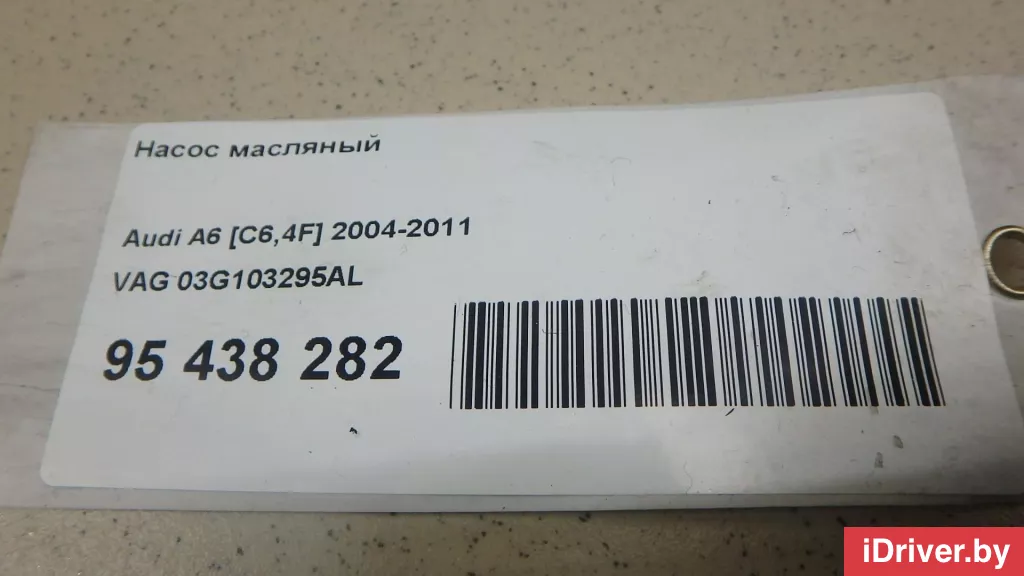 Насос масляный
Audi A6 [C6,4F] 2004-2011
VAG 03G103295AL
95 438 282
iDriver.by